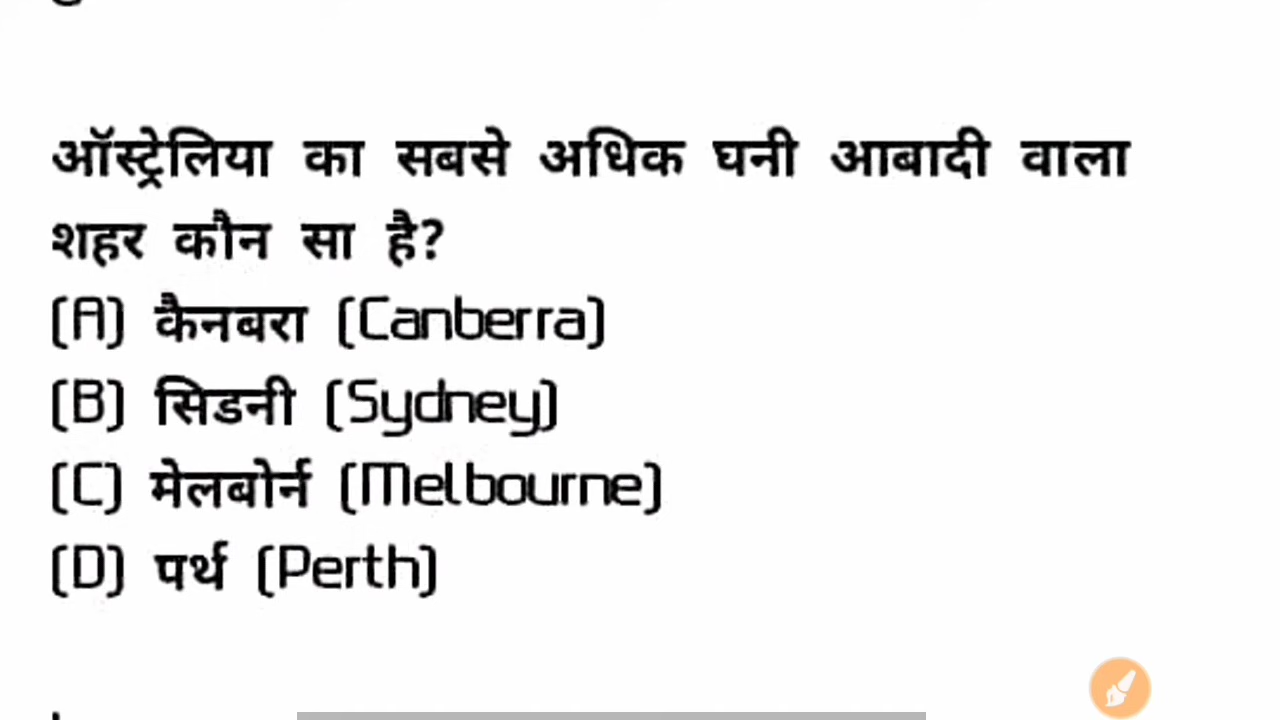 ऑस्ट्रेलिया का सबसे अधिक घनी आबादी वाला
शहर कौन सा है?
(A) कैनबरा (Canberra)
(B) सिडनी (Sydney)
(C) मेलबोर्न (Melbourne)
(D) पर्थ (Perth)